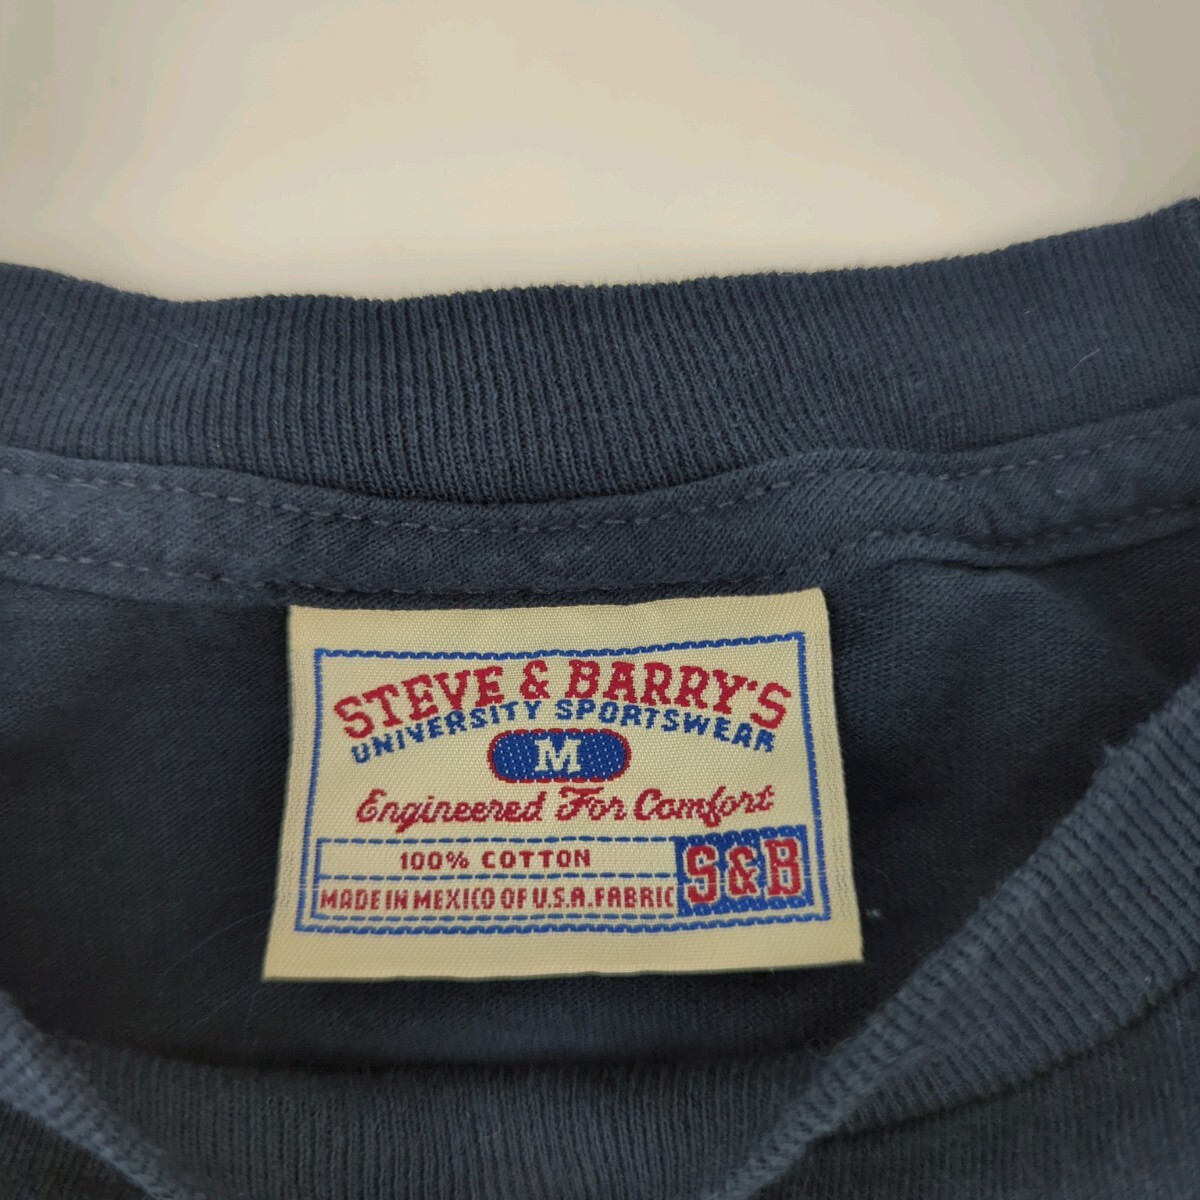 STEVE & BARRY'S
UNIVERSITY SPORTSWEAR
M
Engineered For Comfort
100% COTTON
MADE IN MEXICO OF U.S.A. FABRIC
S&B